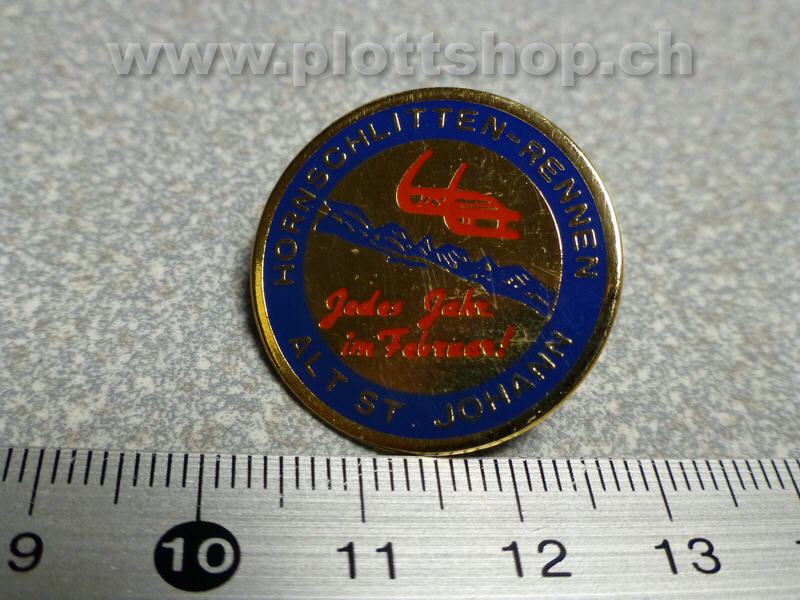 www.plottshop.ch
HORNSCHLITTEN-RENNEN
Jedes Jahr
im Februar!
ALT ST. JOHANN
9 10 11 12 13